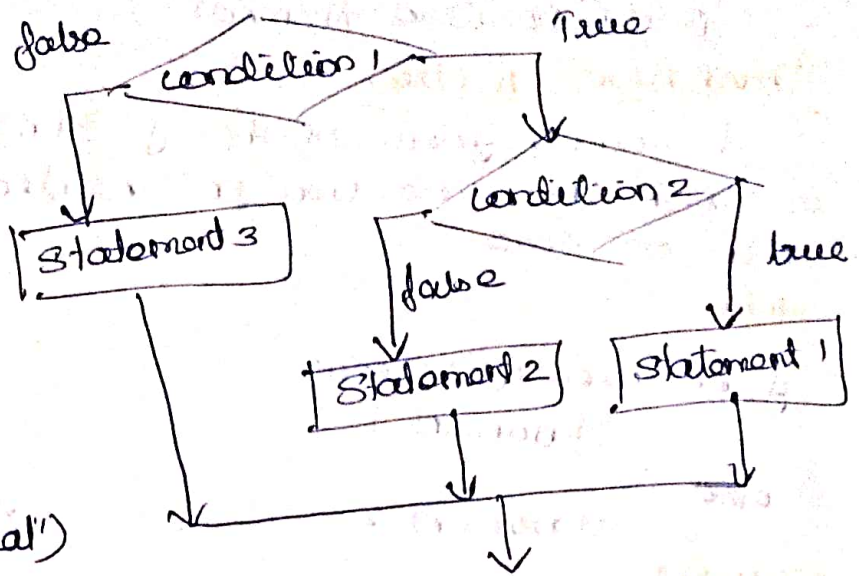 false
True
condition 1
condition 2
Statement 3
false
true
Statement 2
Statement 1
al")